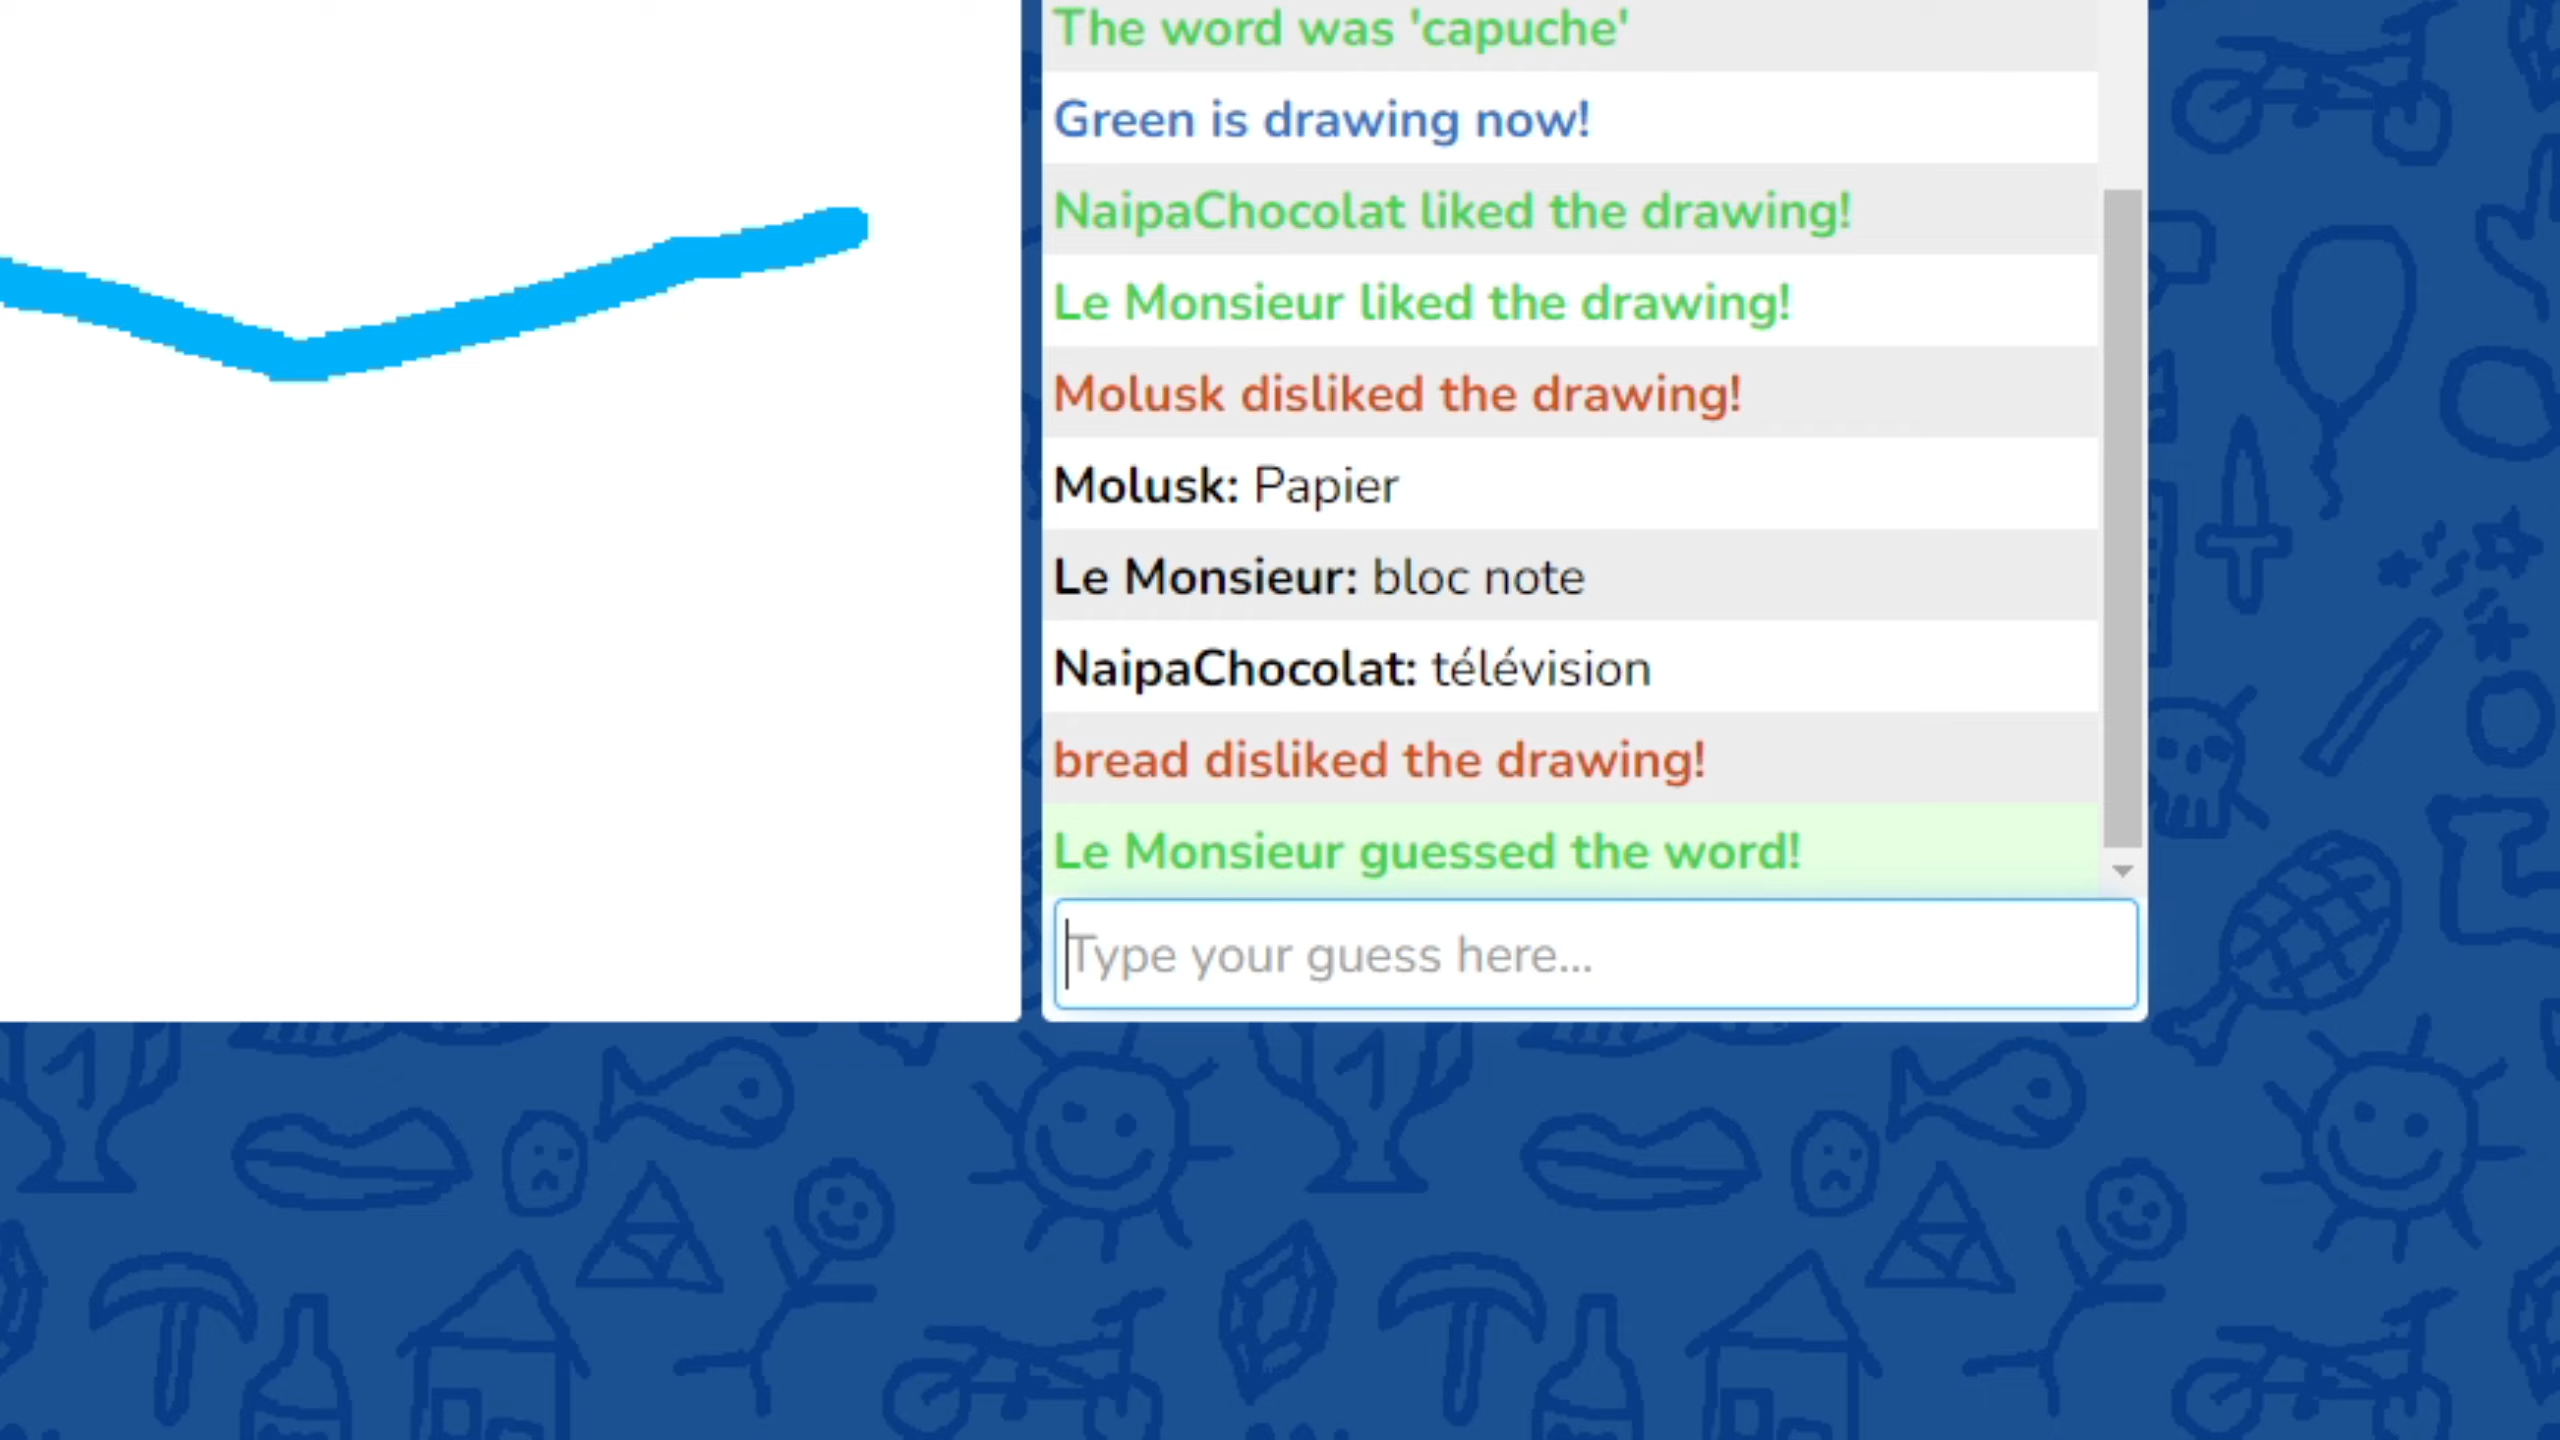 The word was 'capuche'
Green is drawing now!
NaipaChocolat liked the drawing!
Le Monsieur liked the drawing!
Molusk disliked the drawing!
Molusk: Papier
Le Monsieur: bloc note
NaipaChocolat: télévision
bread disliked the drawing!
Le Monsieur guessed the word!
Type your guess here...
1
1